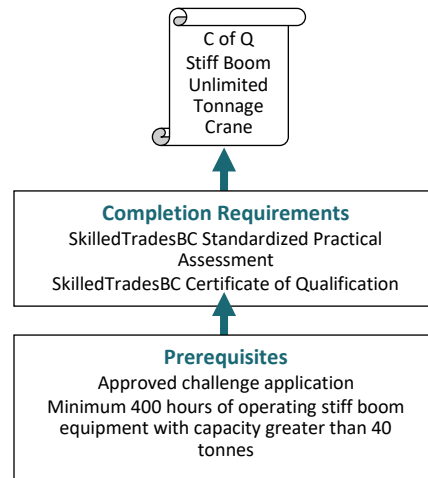 C of Q
Stiff Boom
Unlimited
Tonnage
Crane
Completion Requirements
SkilledTradesBC Standardized Practical
Assessment
SkilledTradesBC Certificate of Qualification
Prerequisites
Approved challenge application
Minimum 400 hours of operating stiff boom
equipment with capacity greater than 40
tonnes